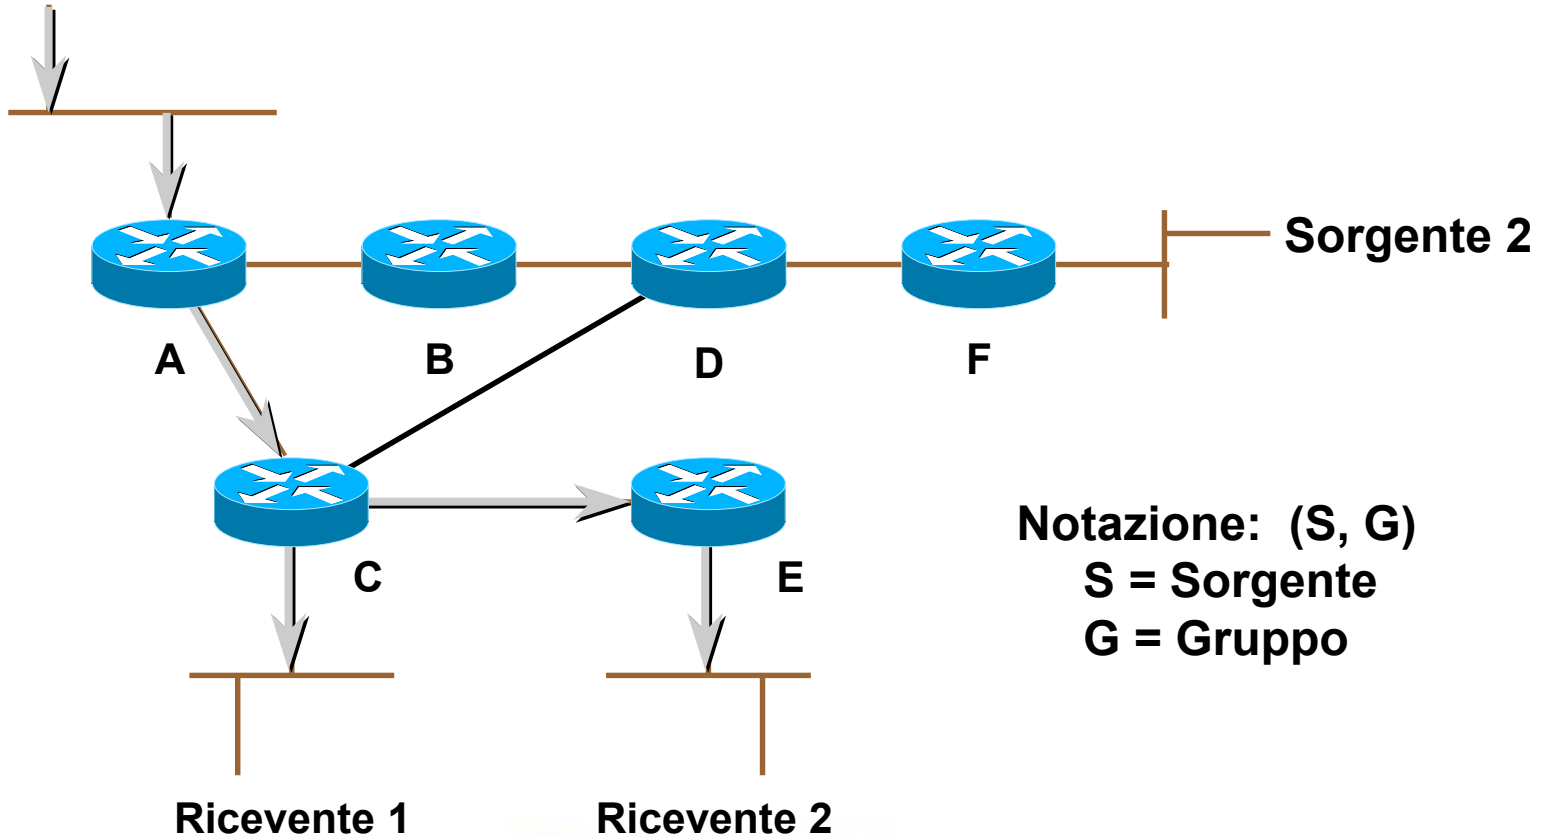 Sorgente 2
A
B
D
F
C
E
Notazione: (S, G)
S = Sorgente
G = Gruppo
Ricevente 1
Ricevente 2